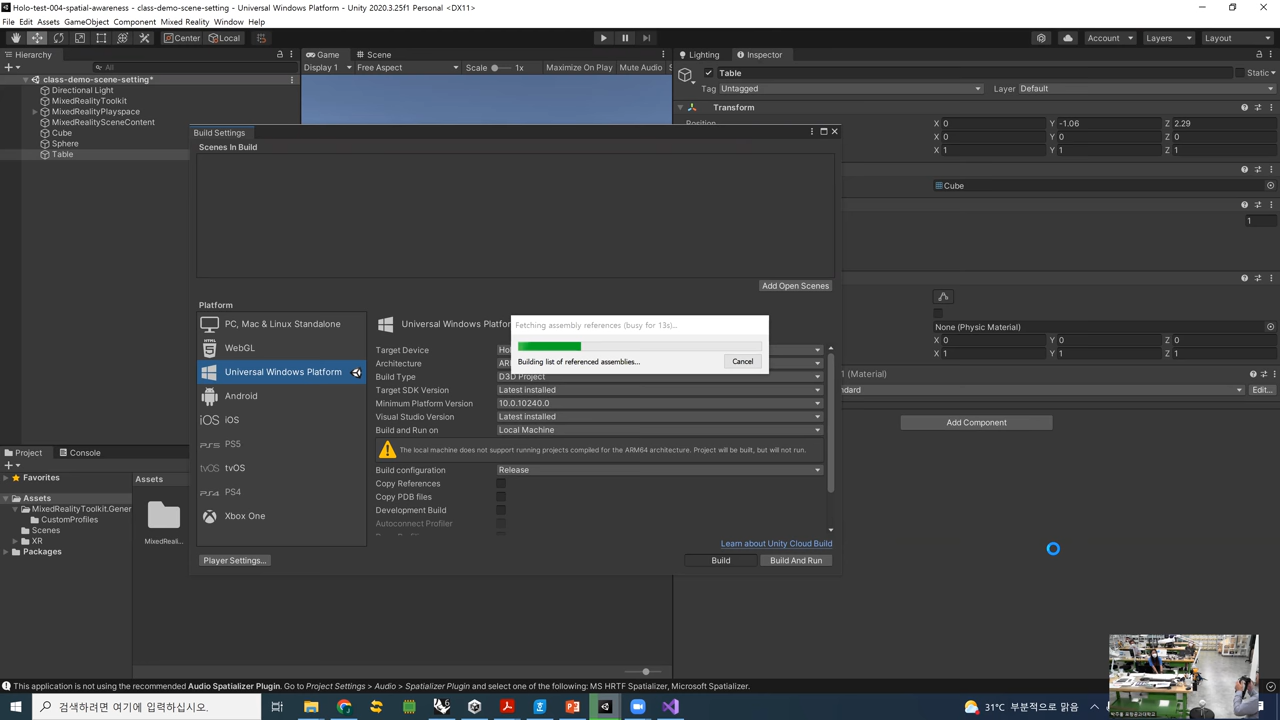 Holo-test-004-spatial-awareness - class-demo-scene-setting - Universal Windows Platform - Unity 2020.3.25f1 Personal <DX11>
File Edit Assets GameObject Component Mixed Reality Window Help
Center Local Account Layers Layout
Hierarchy Game Scene Lighting Inspector
All Display 1 Free Aspect Scale 1x Maximize On Play Mute Audio Table Static
class-demo-scene-setting* Tag Untagged Layer Default
Directional Light
MixedRealityToolkit
MixedRealityPlayspace Transform
MixedRealitySceneContent Position X 0 Y -1.06 Z 2.29
Cube X 0 Y 0 Z 0
Sphere X 1 Y 1 Z 1
Table
Build Settings
Scenes In Build
Cube
1
Add Open Scenes
Platform
PC, Mac & Linux Standalone
WebGL
Universal Windows Platform
Android
iOS
PS5
tvOS
PS4
Xbox One
Universal Windows Platfor
Fetching assembly references (busy for 13s)...
Building list of referenced assemblies...
Cancel
Target Device Hol
Architecture AR
Build Type D3D Project
Target SDK Version Latest installed
Minimum Platform Version 10.0.10240.0
Visual Studio Version Latest installed
Build and Run on Local Machine
The local machine does not support running projects compiled for the ARM64 architecture. Project will be built, but will not run.
Build configuration Release
Copy References
Copy PDB files
Development Build
Autoconnect Profiler
Learn about Unity Cloud Build
Player Settings... Build Build And Run
None (Physic Material)
X 0 Y 0 Z 0
X 1 Y 1 Z 1
1 (Material)
ndard Edit...
Add Component
Project Console
Favorites
Assets
MixedRealityToolkit.Gener
CustomProfiles
Scenes
XR
Packages
Assets
MixedReali...
This application is not using the recommended Audio Spatializer Plugin. Go to Project Settings > Audio > Spatializer Plugin and select one of the following: MS HRTF Spatializer, Microsoft Spatializer.
검색하려면 여기에 입력하십시오.
31°C 부분적으로 맑음